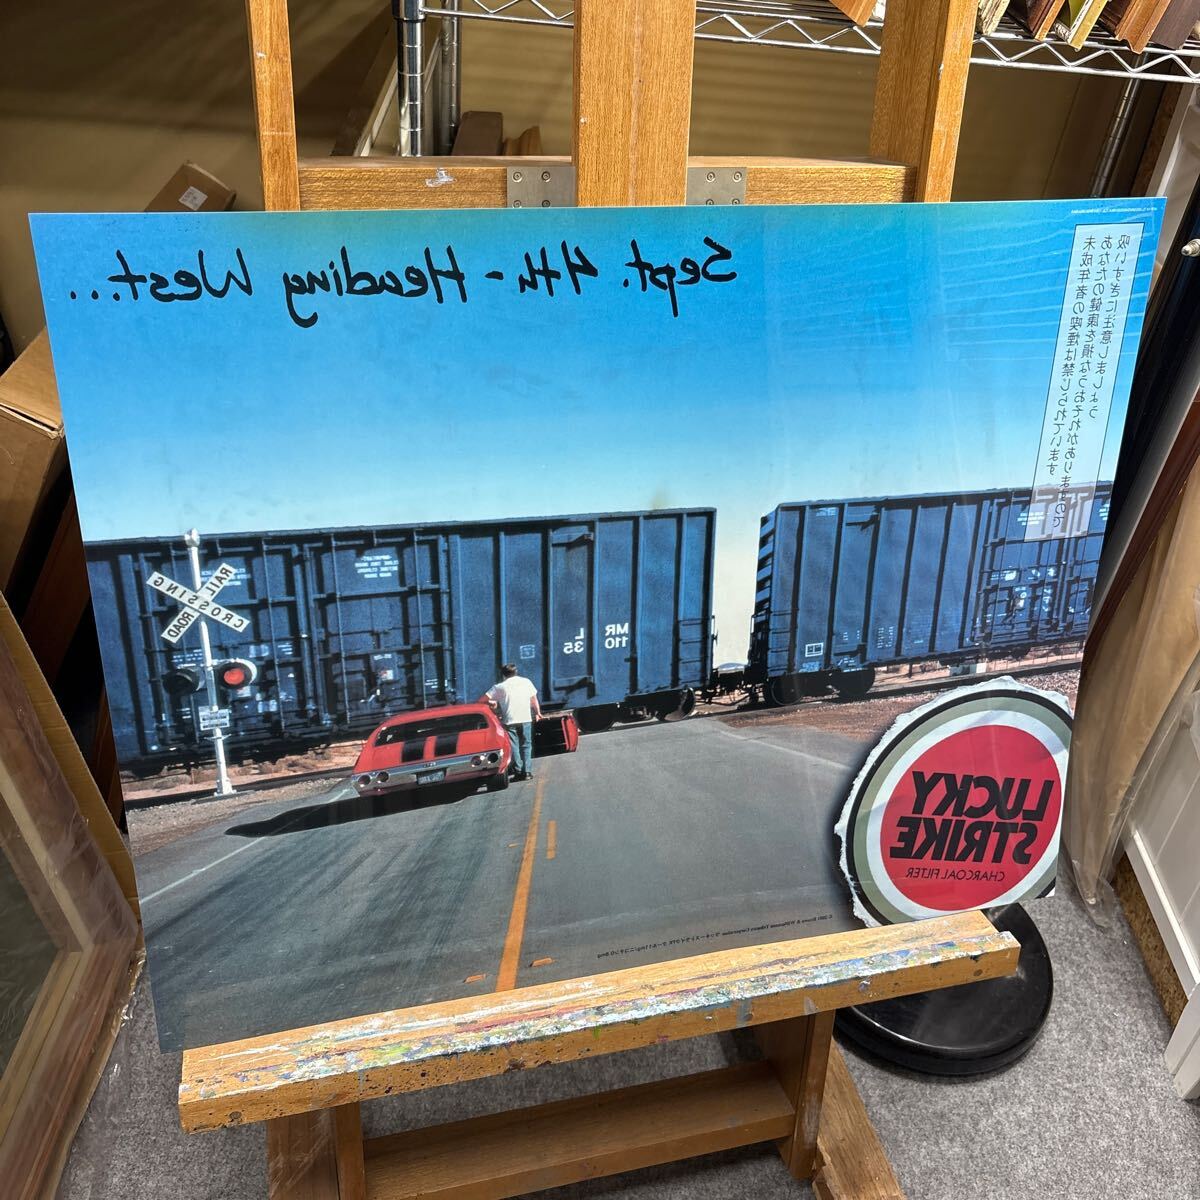 Sept. 4th - Heading West...
吸いすぎに注意しましょう
あなたの健康を損なうおそれがありますので
未成年者の喫煙は禁じられています
RAIL ROAD
CROSSING
MR
110
L
35
LUCKY
STRIKE
CHARCOAL FILTER